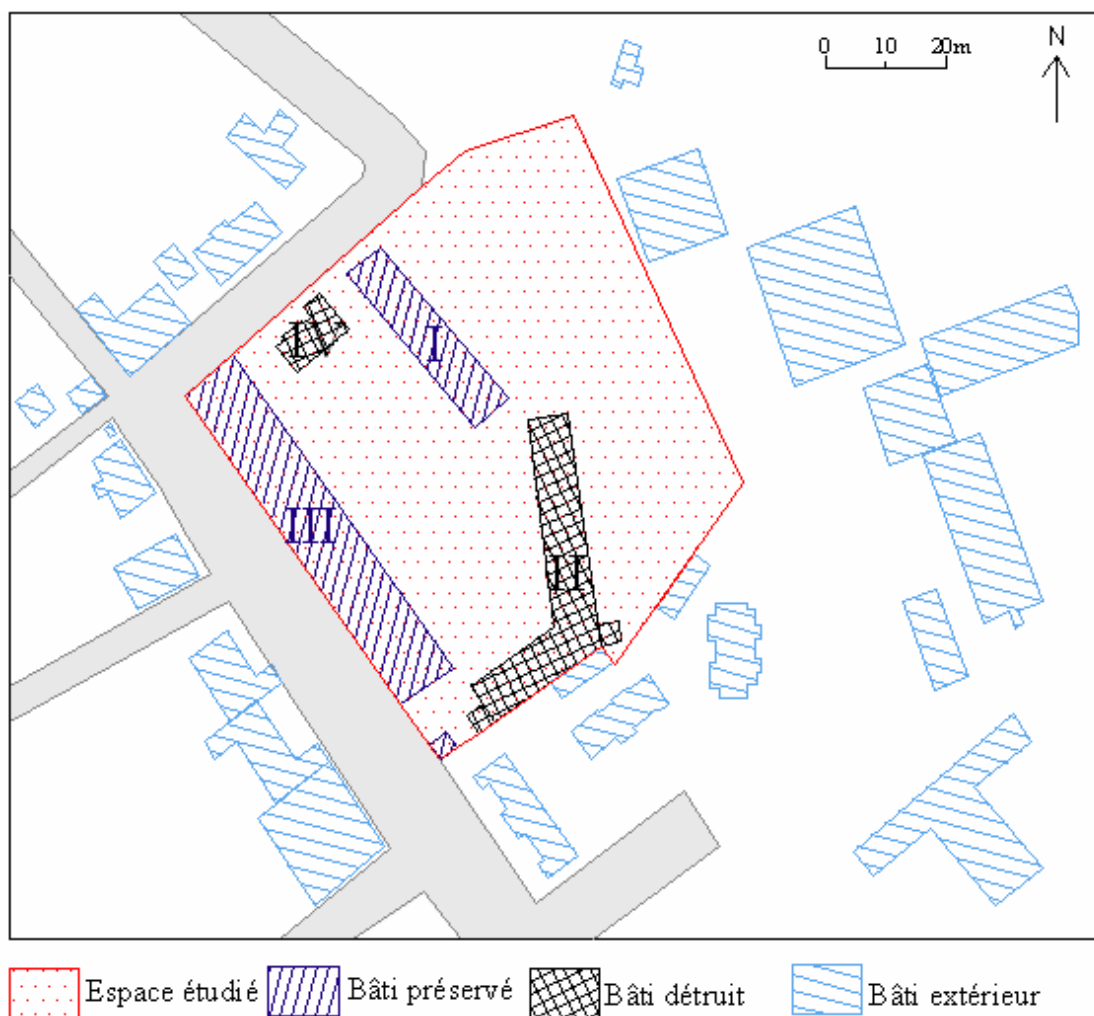 0 10 20m
N
I
III
II
Espace étudié
Bâti préservé
Bâti détruit
Bâti extérieur